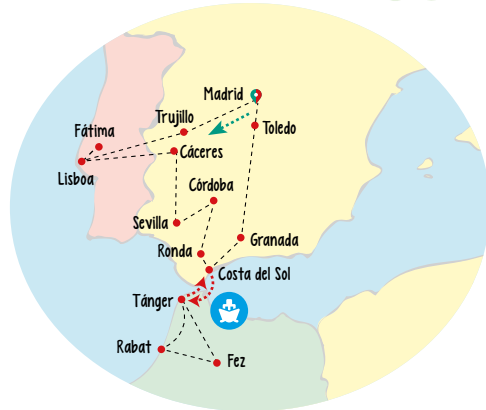 Madrid
Trujillo
Toledo
Fátima
Cáceres
Lisboa
Córdoba
Sevilla
Granada
Ronda
Costa del Sol
Tánger
Rabat
Fez